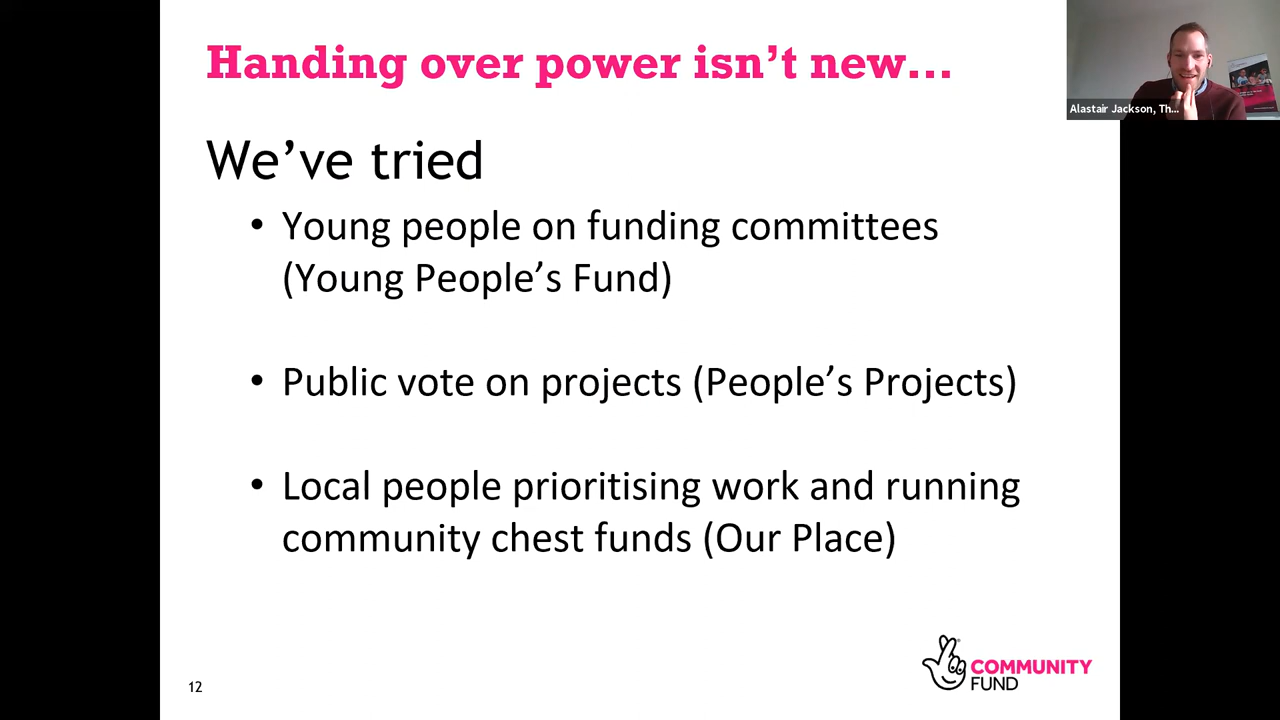 Handing over power isn’t new…
Alastair Jackson, Th...
We’ve tried
• Young people on funding committees
(Young People’s Fund)
• Public vote on projects (People’s Projects)
• Local people prioritising work and running
community chest funds (Our Place)
COMMUNITY
FUND
12